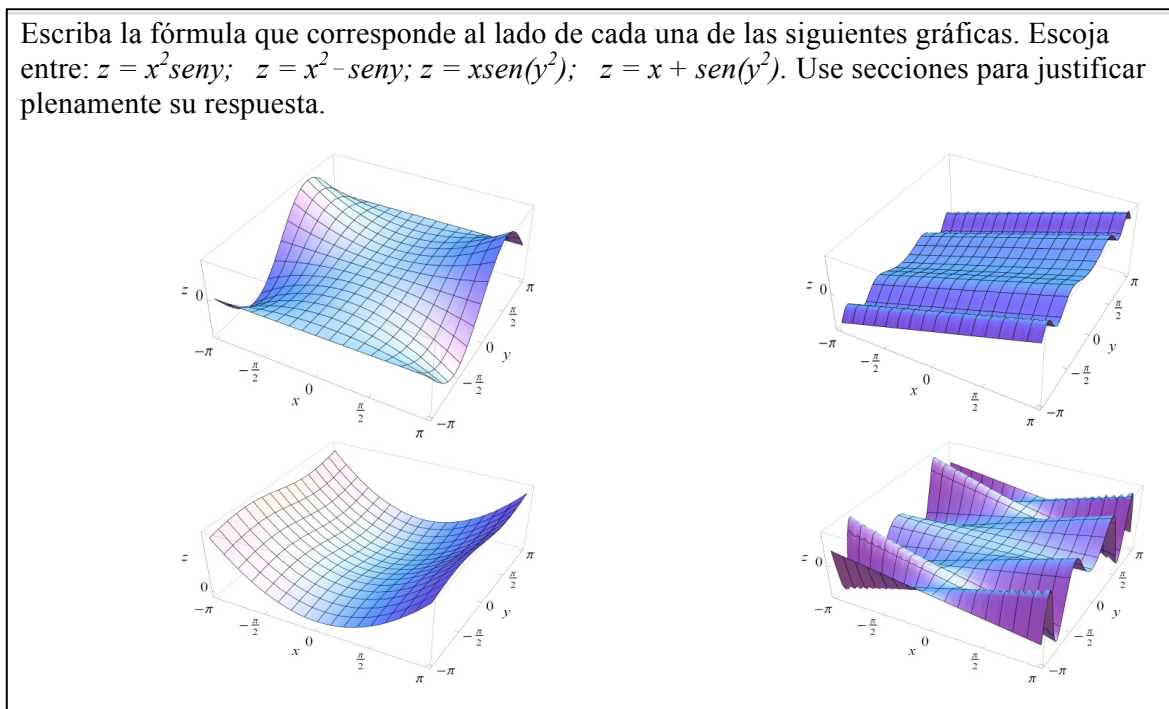 Escriba la fórmula que corresponde al lado de cada una de las siguientes gráficas. Escoja
entre: z = x²seny; z = x² - seny; z = xsen(y²); z = x + sen(y²). Use secciones para justificar
plenamente su respuesta.
z 0
-π
-π/2
0
x
π/2
π
-π
-π/2
0
y
π/2
π
z 0
-π
-π/2
0
x
π/2
π
-π
-π/2
0
y
π/2
π
z
0
-π
-π/2
0
x
π/2
π
-π
-π/2
0
y
π/2
π
z 0
-π
-π/2
0
x
π/2
π
-π
-π/2
0
y
π/2
π